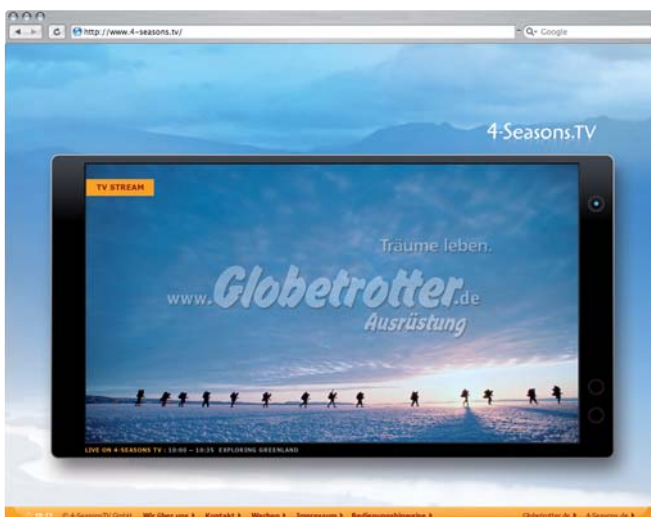 http://www.4-seasons.tv/
Google
4-Seasons.TV
TV STREAM
Träume leben.
www.Globetrotter.de
Ausrüstung
LIVE ON 4-SEASONS TV : 10:00 – 10:35 EXPLORING GREENLAND
© 4-SeasonsTV GmbH Wir über uns Kontakt Werben Impressum Bedienungshinweise Globetrotter.de 4-Seasons.de